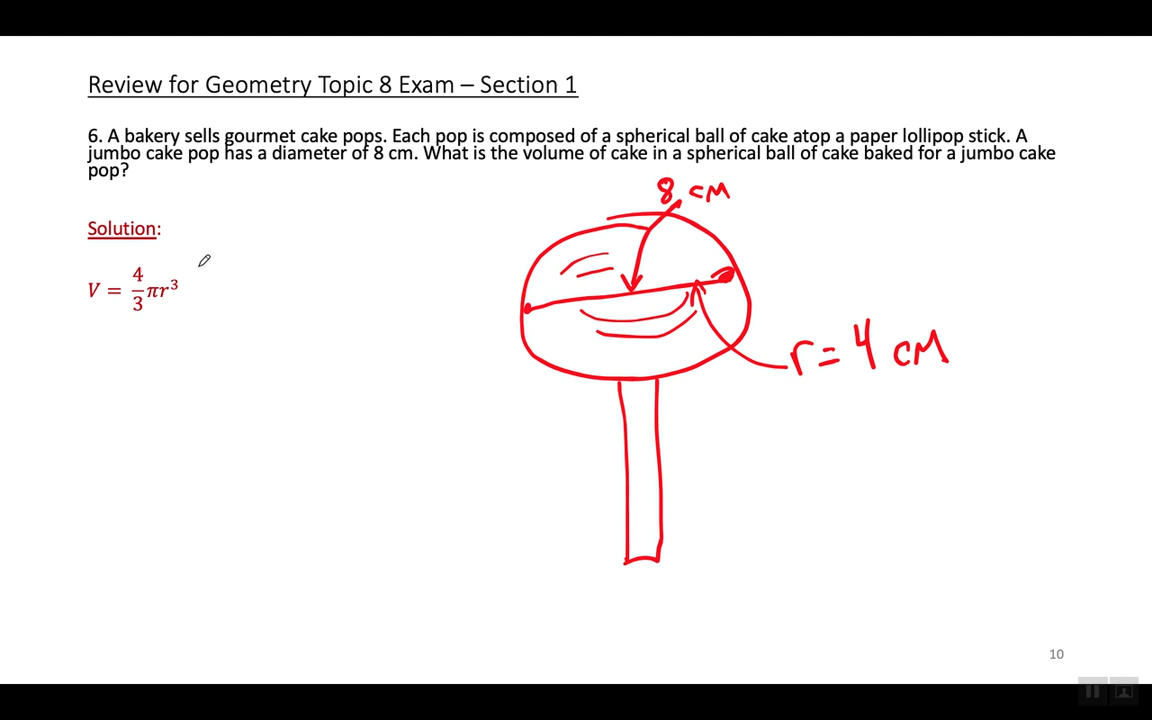 Review for Geometry Topic 8 Exam – Section 1
6. A bakery sells gourmet cake pops. Each pop is composed of a spherical ball of cake atop a paper lollipop stick. A
jumbo cake pop has a diameter of 8 cm. What is the volume of cake in a spherical ball of cake baked for a jumbo cake
pop?
8 cM
Solution:
V = 4/3 πr³
r = 4 cM
10